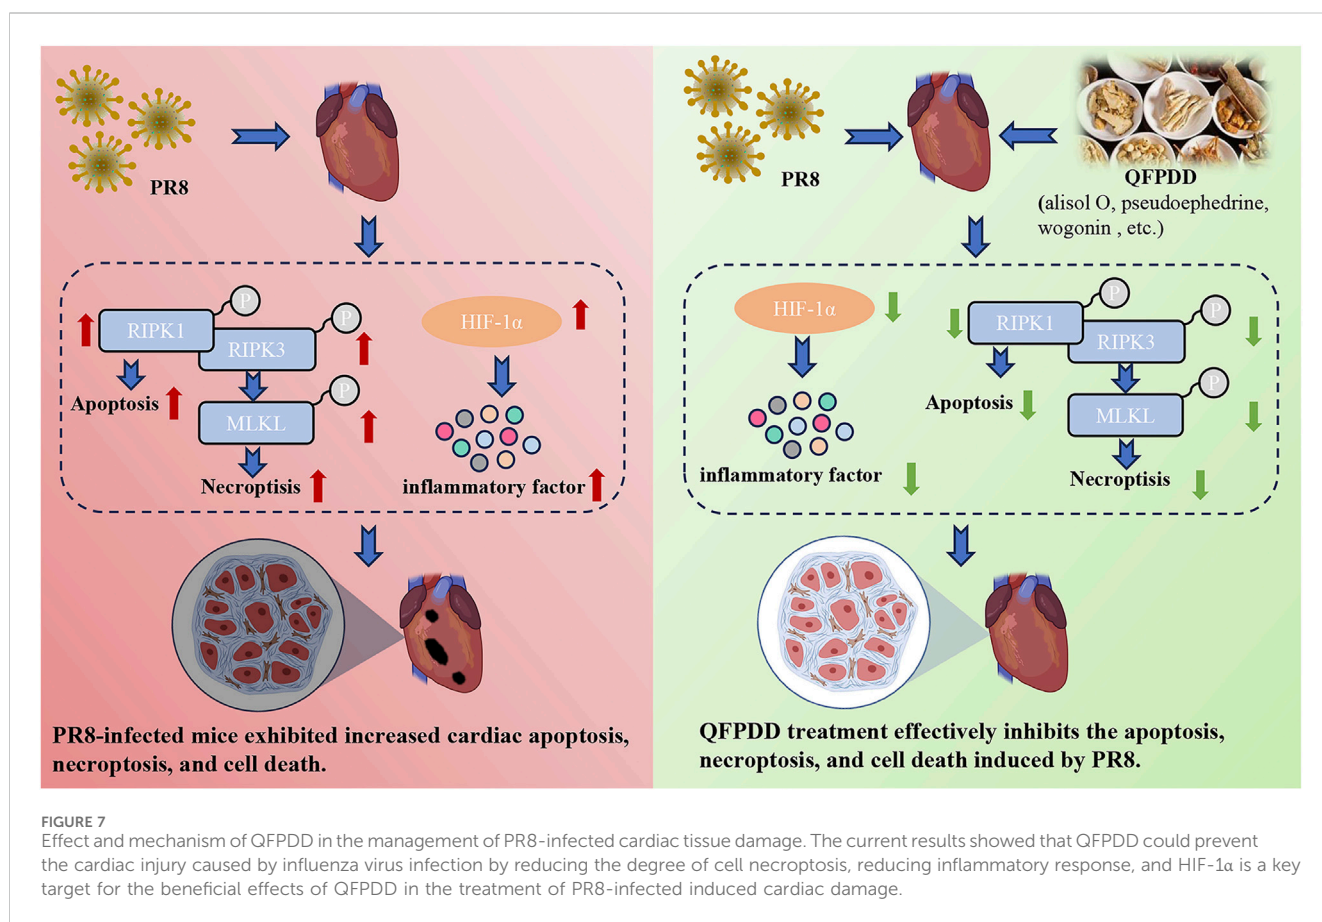 PR8
P
RIPK1
P
RIPK3
Apoptosis
P
MLKL
Necroptisis
HIF-1α
inflammatory factor
PR8-infected mice exhibited increased cardiac apoptosis,
necroptosis, and cell death.
PR8
QFPDD
(alisol O, pseudoephedrine,
wogonin , etc.)
HIF-1α
inflammatory factor
P
RIPK1
P
RIPK3
Apoptosis
P
MLKL
Necroptisis
QFPDD treatment effectively inhibits the apoptosis,
necroptosis, and cell death induced by PR8.
FIGURE 7
Effect and mechanism of QFPDD in the management of PR8-infected cardiac tissue damage. The current results showed that QFPDD could prevent
the cardiac injury caused by influenza virus infection by reducing the degree of cell necroptosis, reducing inflammatory response, and HIF-1α is a key
target for the beneficial effects of QFPDD in the treatment of PR8-infected induced cardiac damage.